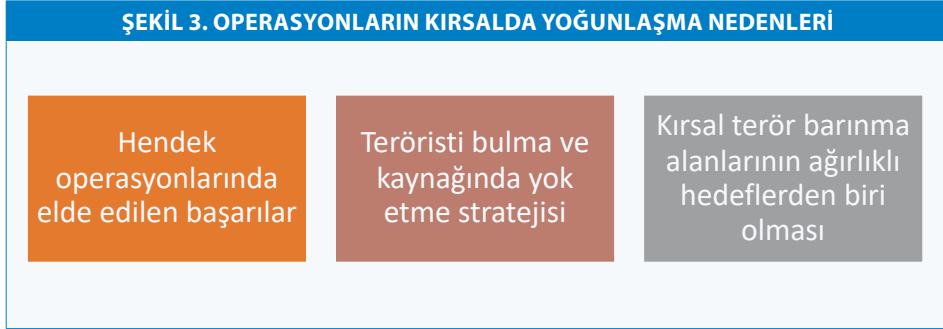 ŞEKİL 3. OPERASYONLARIN KIRSALDA YOĞUNLAŞMA NEDENLERİ
Hendek
operasyonlarında
elde edilen başarılar
Teröristi bulma ve
kaynağında yok
etme stratejisi
Kırsal terör barınma
alanlarının ağırlıklı
hedeflerden biri
olması